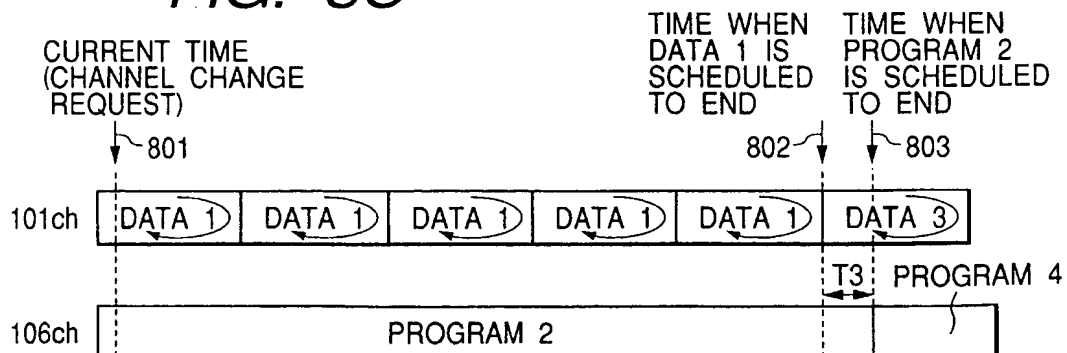 FIG. 8C
CURRENT TIME
(CHANNEL CHANGE
REQUEST)
801
TIME WHEN
DATA 1 IS
SCHEDULED
TO END
802
TIME WHEN
PROGRAM 2
IS SCHEDULED
TO END
803
101ch DATA 1 DATA 1 DATA 1 DATA 1 DATA 1 DATA 3
T3 PROGRAM 4
106ch PROGRAM 2